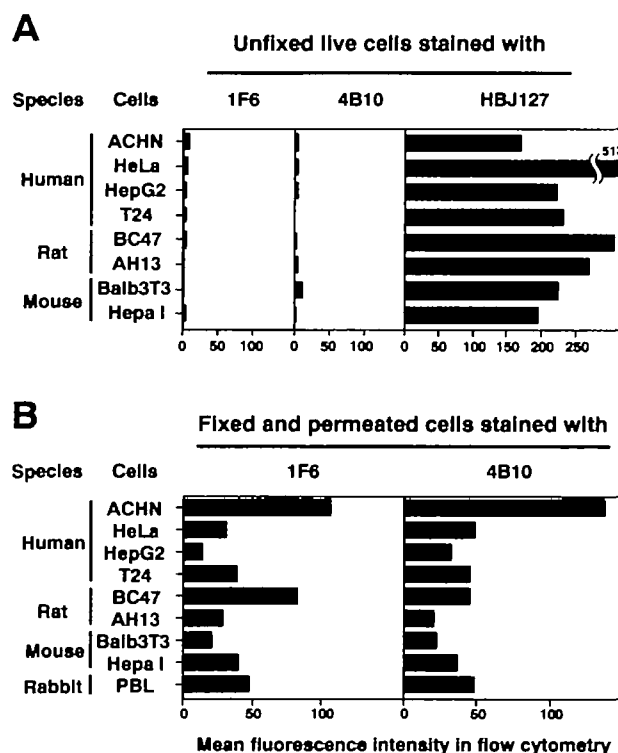 A
Unfixed live cells stained with
Species Cells 1F6 4B10 HBJ127
Human
ACHN
HeLa
HepG2
T24
Rat
BC47
AH13
Mouse
Balb3T3
Hepa I
513
0 50 100 0 50 100 0 50 100 150 200 250
B
Fixed and permeated cells stained with
Species Cells 1F6 4B10
Human
ACHN
HeLa
HepG2
T24
Rat
BC47
AH13
Mouse
Balb3T3
Hepa I
Rabbit
PBL
0 50 100 0 50 100
Mean fluorescence intensity in flow cytometry